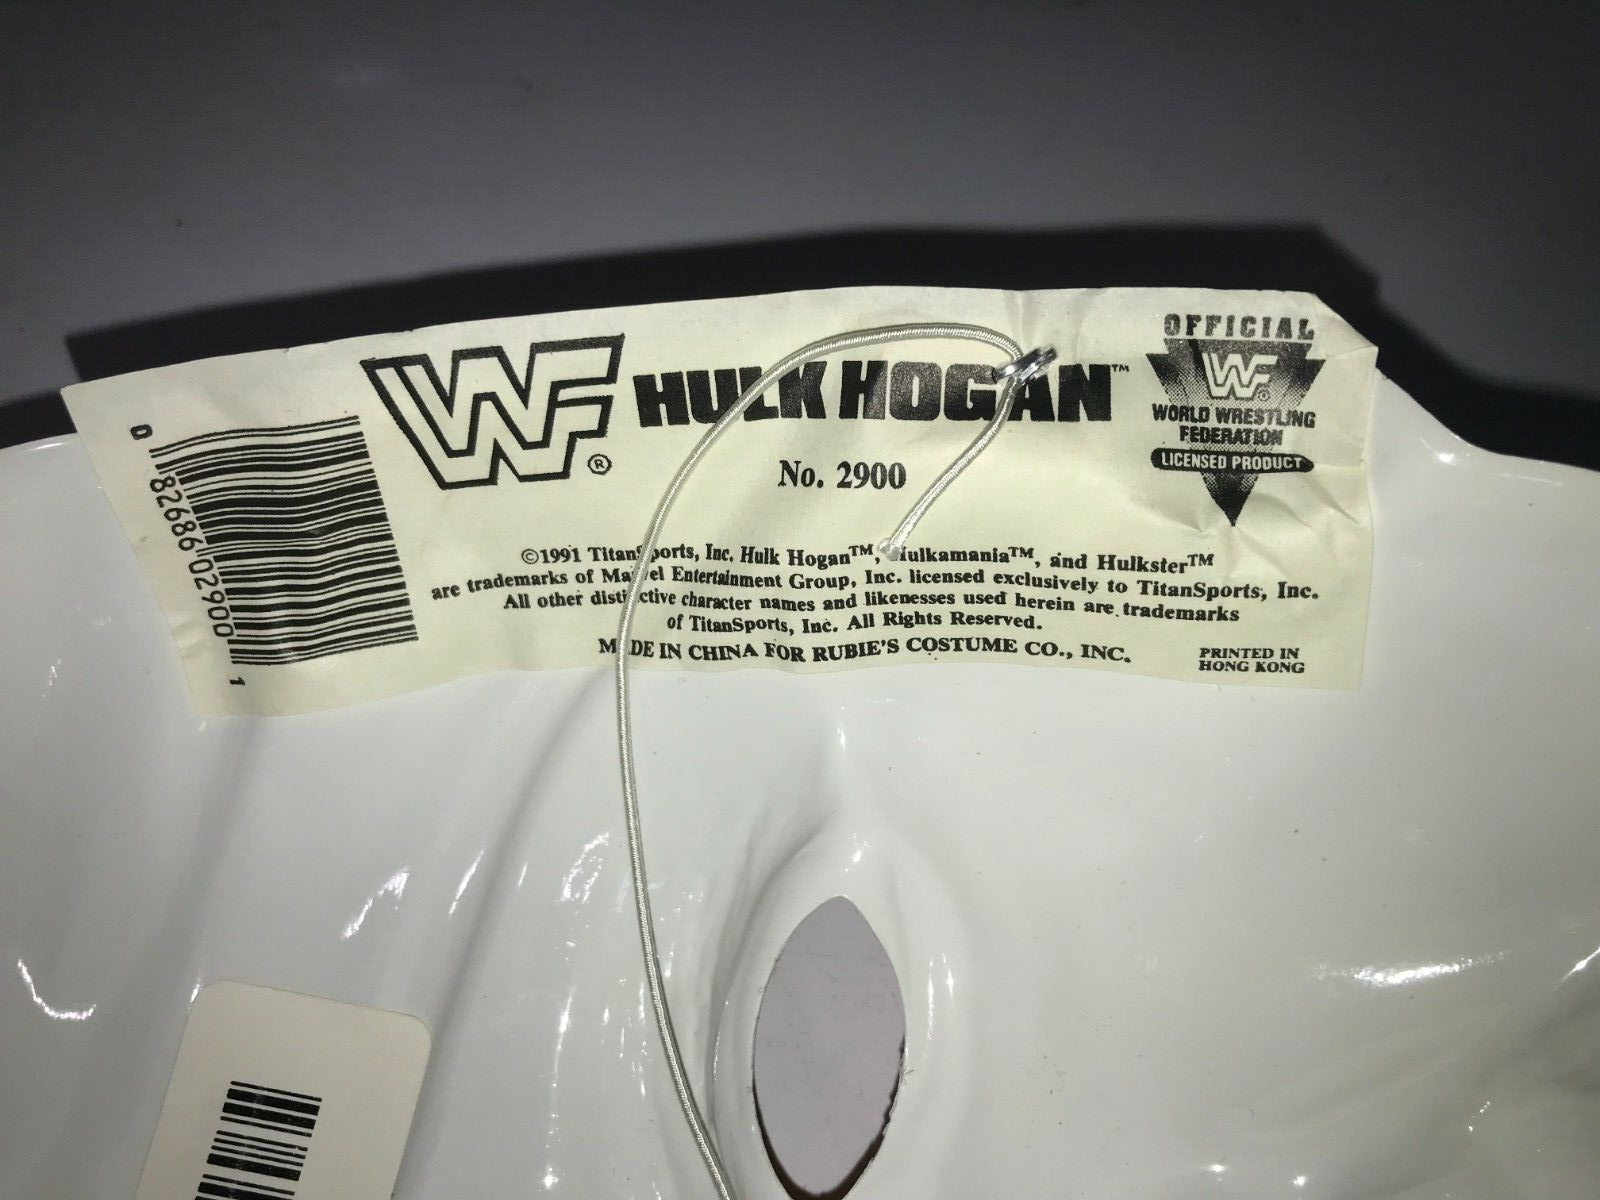 WF®
HULK HOGAN™
No. 2900
OFFICIAL
WF®
WORLD WRESTLING
FEDERATION
LICENSED PRODUCT
0 82686 02900 1
©1991 TitanSports, Inc. Hulk Hogan™, Hulkamania™, and Hulkster™
are trademarks of Marvel Entertainment Group, Inc. licensed exclusively to TitanSports, Inc.
All other distinctive character names and likenesses used herein are trademarks
of TitanSports, Inc. All Rights Reserved.
MADE IN CHINA FOR RUBIE'S COSTUME CO., INC.
PRINTED IN
HONG KONG